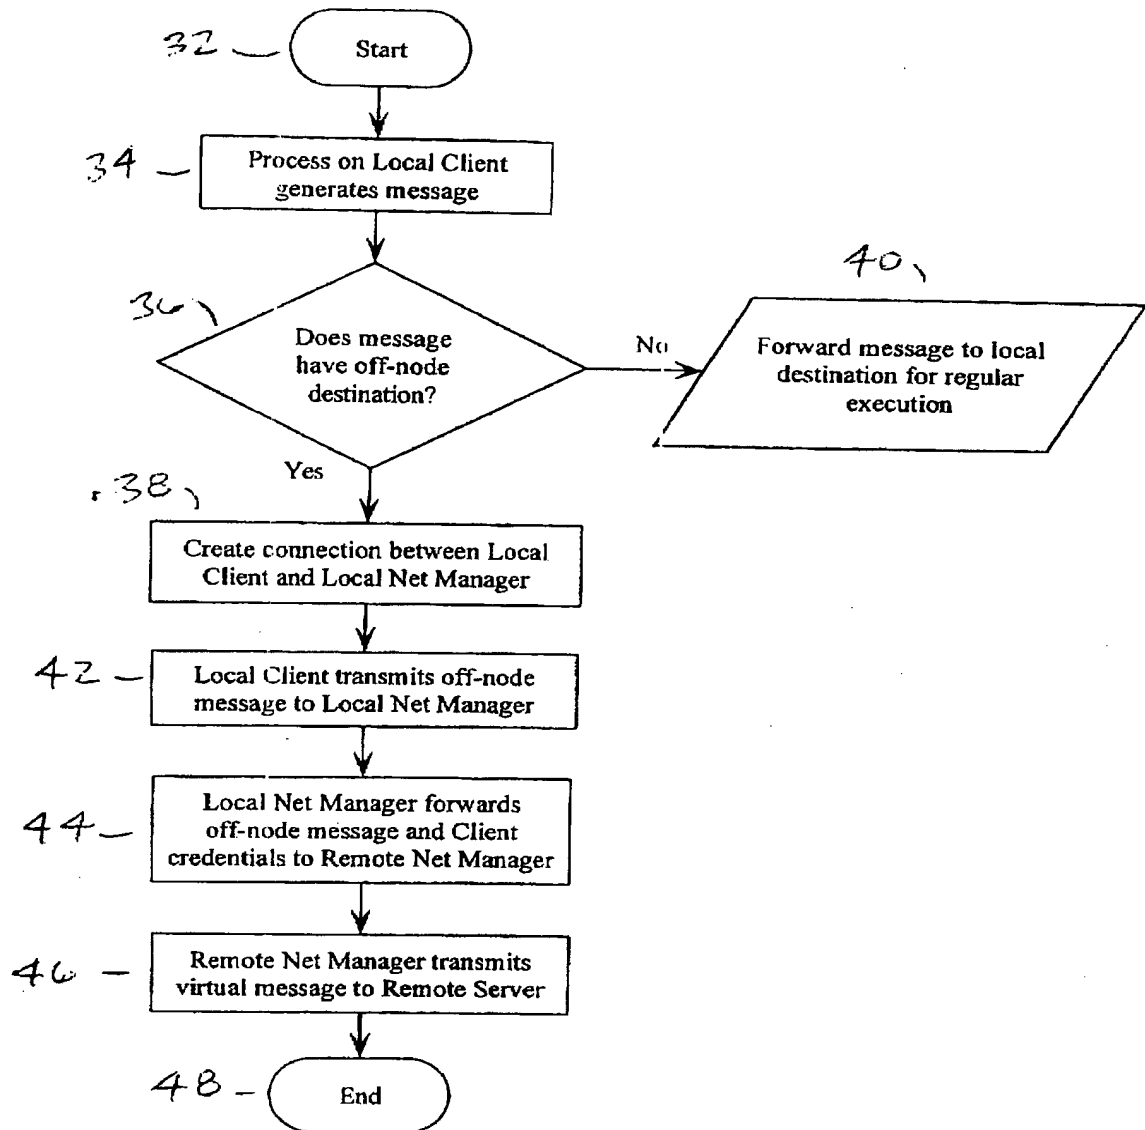 32
Start
34
Process on Local Client
generates message
36
Does message
have off-node
destination?
No
40
Forward message to local
destination for regular
execution
Yes
38
Create connection between Local
Client and Local Net Manager
42
Local Client transmits off-node
message to Local Net Manager
44
Local Net Manager forwards
off-node message and Client
credentials to Remote Net Manager
46
Remote Net Manager transmits
virtual message to Remote Server
48
End